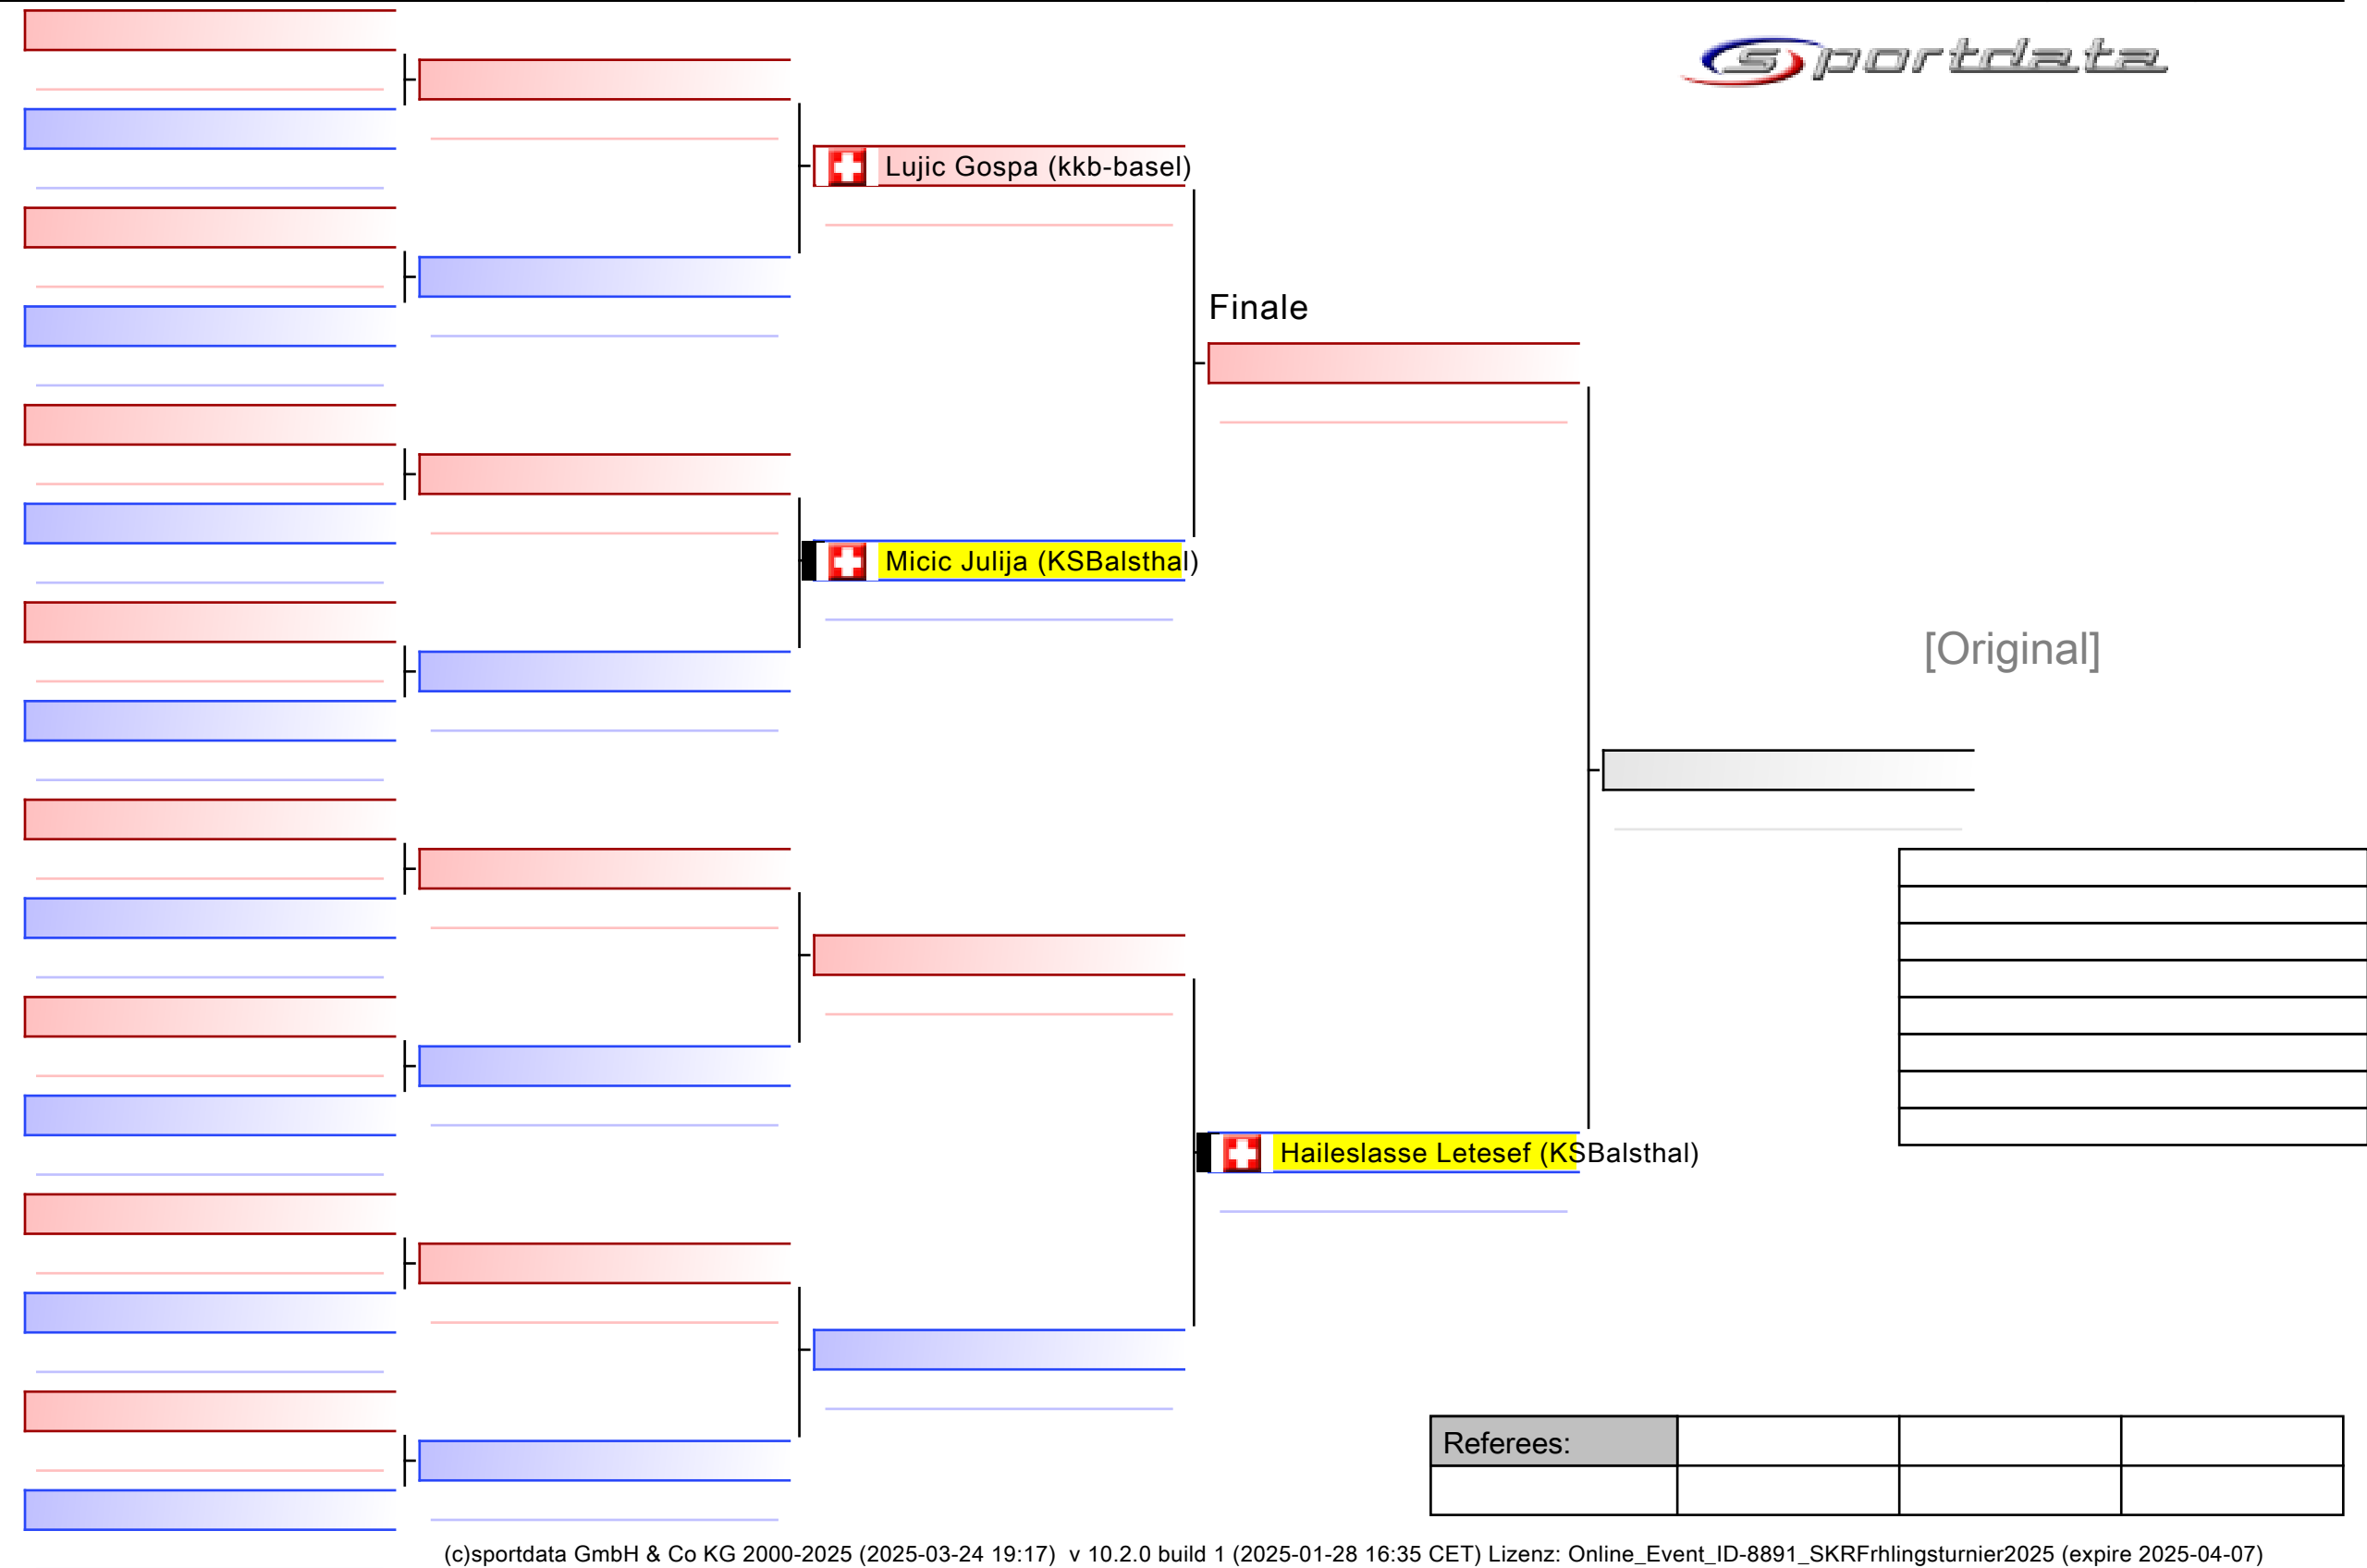 sportdata
Lujic Gospa (kkb-basel)
Finale
Micic Julija (KSBalsthal)
[Original]
Haileslasse Letesef (KSBalsthal)
Referees:
(c)sportdata GmbH & Co KG 2000-2025 (2025-03-24 19:17)  v 10.2.0 build 1 (2025-01-28 16:35 CET) Lizenz: Online_Event_ID-8891_SKRFrhlingsturnier2025 (expire 2025-04-07)